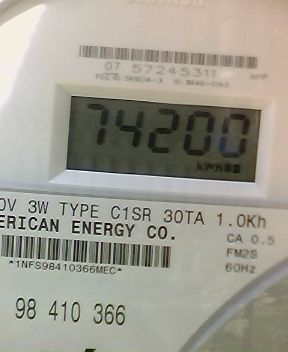 07 57245311
74200
0V 3W TYPE C1SR 30TA 1.0Kh
ERICAN ENERGY CO.
CA 0.5
FM2S
*1NFS98410366MEC*
60Hz
98 410 366